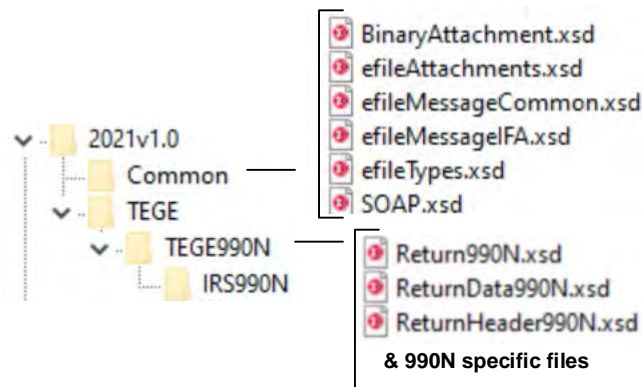 2021v1.0
Common
TEGE
TEGE990N
IRS990N
BinaryAttachment.xsd
efileAttachments.xsd
efileMessageCommon.xsd
efileMessageIFA.xsd
efileTypes.xsd
SOAP.xsd
Return990N.xsd
ReturnData990N.xsd
ReturnHeader990N.xsd
& 990N specific files